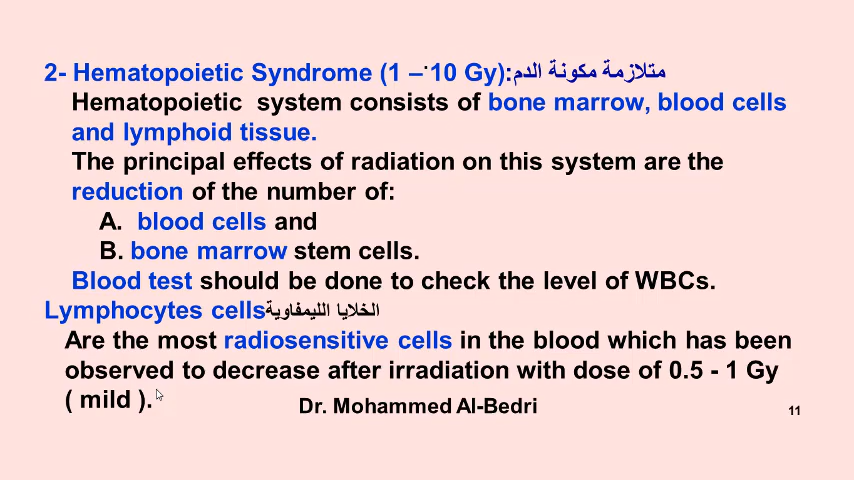 2- Hematopoietic Syndrome (1 – 10 Gy):متلازمة مكونة الدم
Hematopoietic system consists of bone marrow, blood cells
and lymphoid tissue.
The principal effects of radiation on this system are the
reduction of the number of:
A. blood cells and
B. bone marrow stem cells.
Blood test should be done to check the level of WBCs.
Lymphocytes cellsالخلايا الليمفاوية
Are the most radiosensitive cells in the blood which has been
observed to decrease after irradiation with dose of 0.5 - 1 Gy
( mild ).
Dr. Mohammed Al-Bedri
11